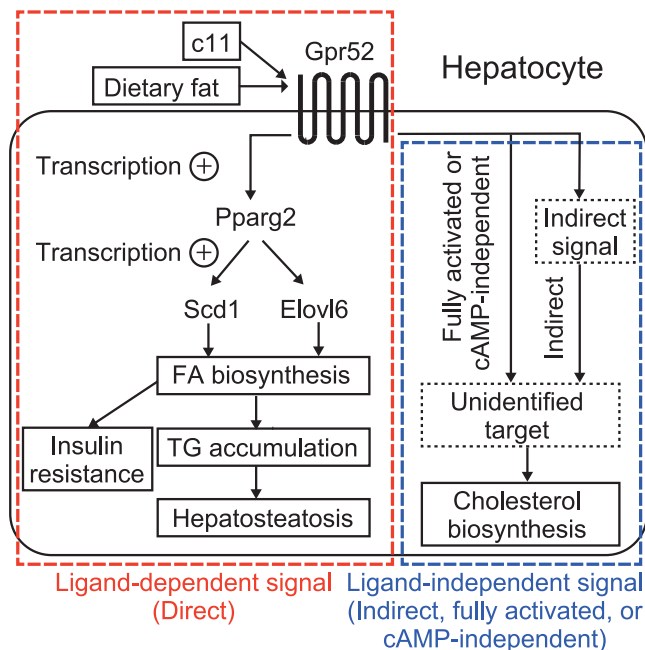 c11
Gpr52
Hepatocyte
Dietary fat
Transcription +
Pparg2
Transcription +
Scd1
Elovl6
FA biosynthesis
Insulin
resistance
TG accumulation
Hepatosteatosis
Fully activated or
cAMP-independent
Indirect
signal
Indirect
Unidentified
target
Cholesterol
biosynthesis
Ligand-dependent signal
(Direct)
Ligand-independent signal
(Indirect, fully activated, or
cAMP-independent)